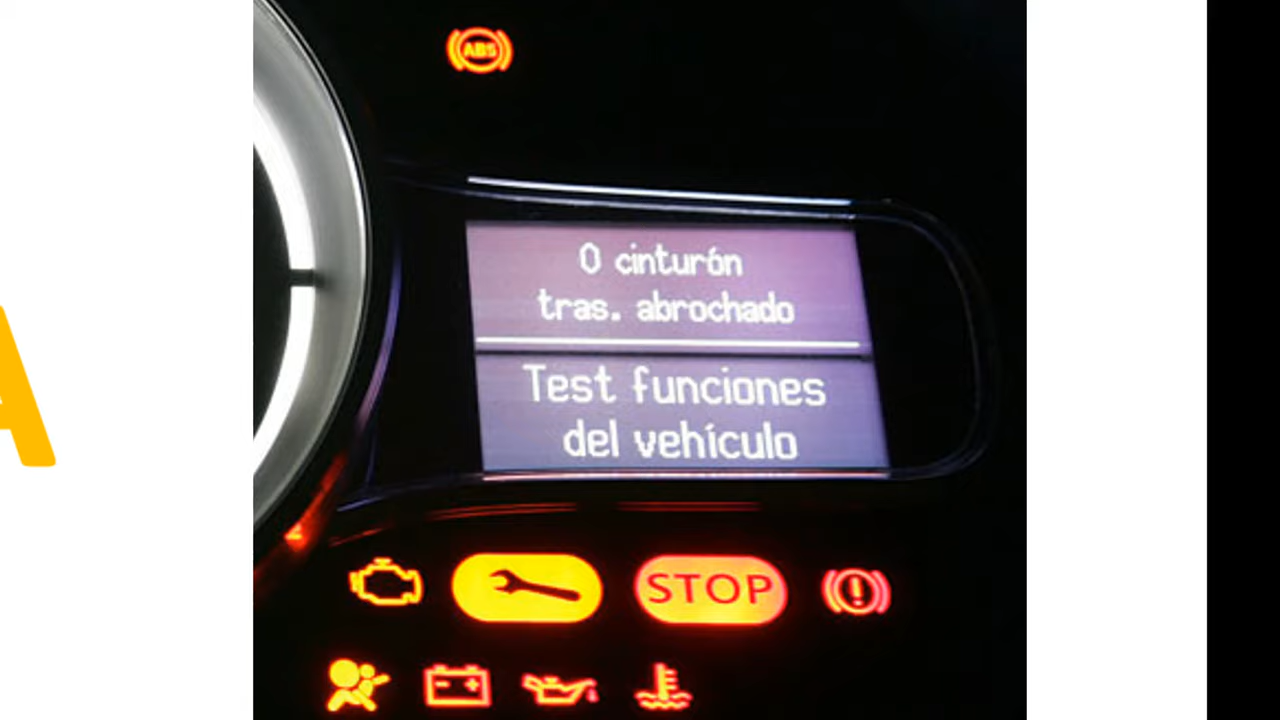 ABS
0 cinturón
tras. abrochado
Test funciones
del vehículo
STOP
A